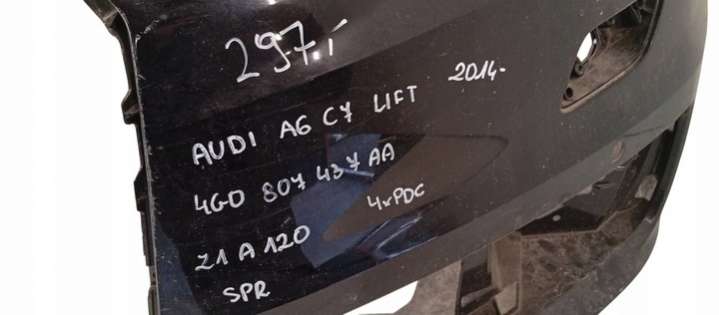 297.i
AUDI A6 C7 LIFT 2014-
4G0 807 437 AA
4xPDC
Z1 A 120
SPR